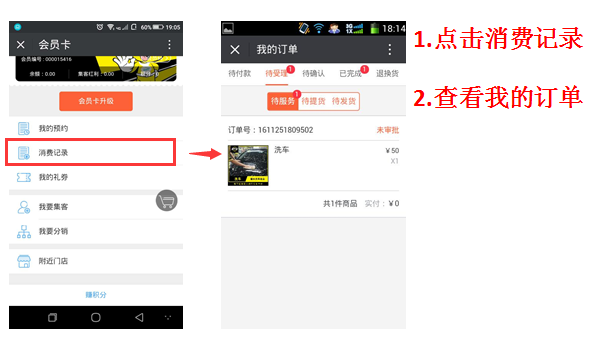 60% 19:05
会员卡
会员编号：000015416
余额：0.00 集客红利：0.00 积分：0
会员卡升级
我的预约
消费记录
我的礼券
我要集客
我要分销
附近门店
赚积分
3G 1X 18:14
我的订单
待付款 待受理 1 待确认 已完成 1 退换货
待服务 1 待提货 待发货
订单号：1611251809502 未审批
洗车 ￥50
X1
共1件商品 实付：￥0
1.点击消费记录
2.查看我的订单